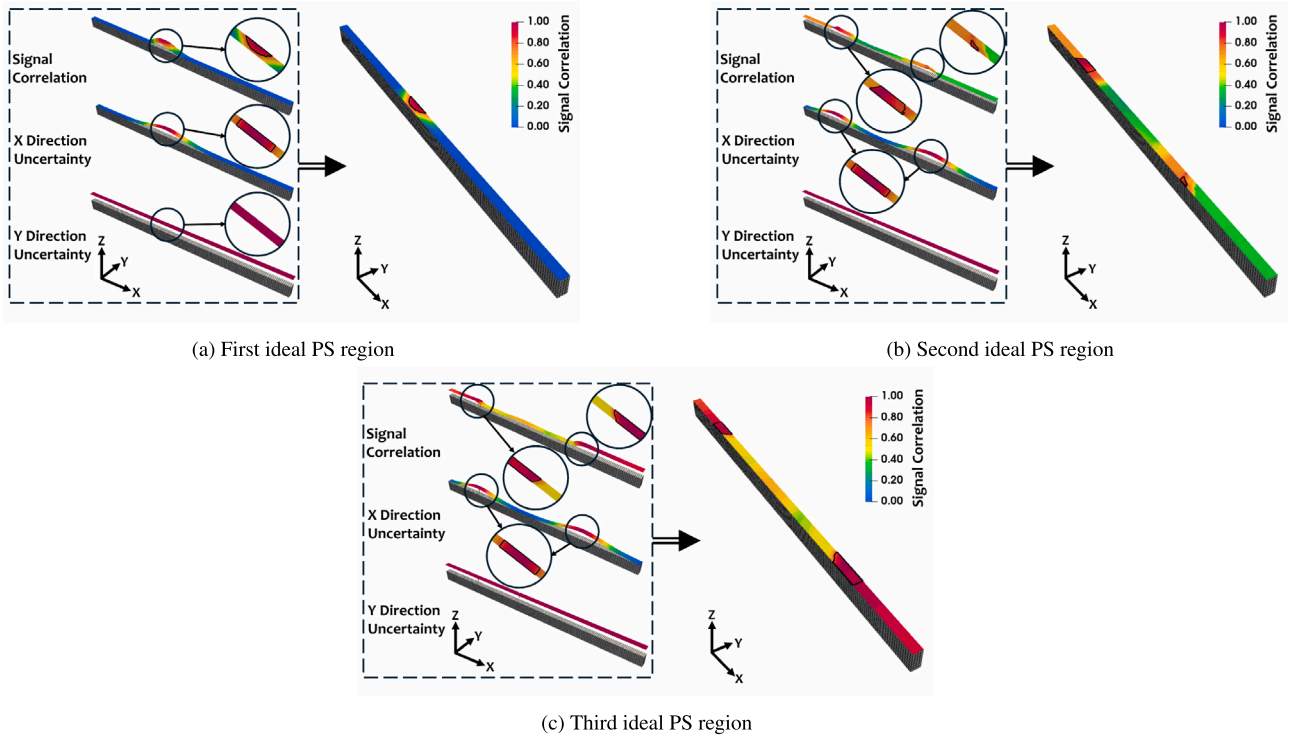 Signal
Correlation
X Direction
Uncertainty
Y Direction
Uncertainty
Z
Y
X
Z
Y
X
1.00
0.80
0.60
0.40
0.20
0.00
Signal Correlation
(a) First ideal PS region
Signal
Correlation
X Direction
Uncertainty
Y Direction
Uncertainty
Z
Y
X
Z
Y
X
1.00
0.80
0.60
0.40
0.20
0.00
Signal Correlation
(b) Second ideal PS region
Signal
Correlation
X Direction
Uncertainty
Y Direction
Uncertainty
Z
Y
X
Z
Y
X
1.00
0.80
0.60
0.40
0.20
0.00
Signal Correlation
(c) Third ideal PS region